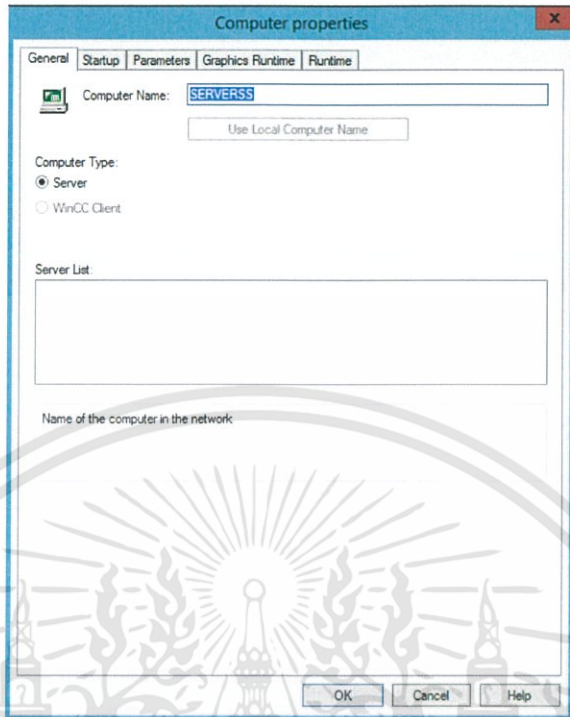 Computer properties
x
General Startup Parameters Graphics Runtime Runtime
Computer Name: SERVERSS
Use Local Computer Name
Computer Type:
Server
WinCC Client
Server List:
Name of the computer in the network
OK Cancel Help